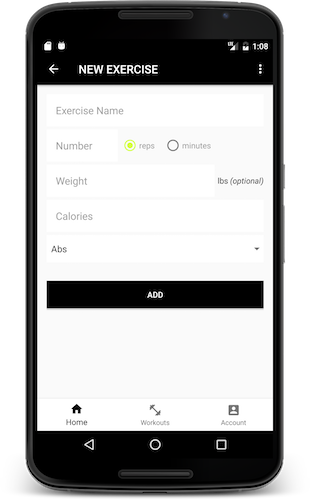 1:08
NEW EXERCISE
Exercise Name
Number reps minutes
Weight lbs (optional)
Calories
Abs
ADD
Home Workouts Account